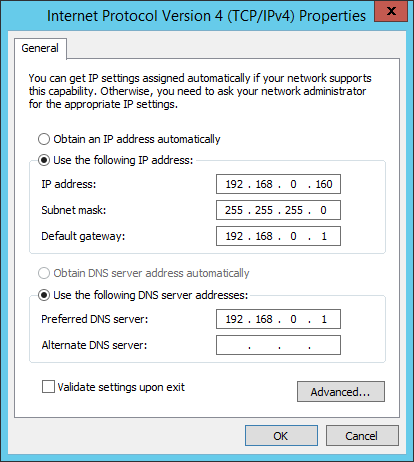 Internet Protocol Version 4 (TCP/IPv4) Properties
x
General
You can get IP settings assigned automatically if your network supports
this capability. Otherwise, you need to ask your network administrator
for the appropriate IP settings.
Obtain an IP address automatically
Use the following IP address:
IP address: 192 . 168 . 0 . 160
Subnet mask: 255 . 255 . 255 . 0
Default gateway: 192 . 168 . 0 . 1
Obtain DNS server address automatically
Use the following DNS server addresses:
Preferred DNS server: 192 . 168 . 0 . 1
Alternate DNS server: . . .
Validate settings upon exit
Advanced...
OK Cancel